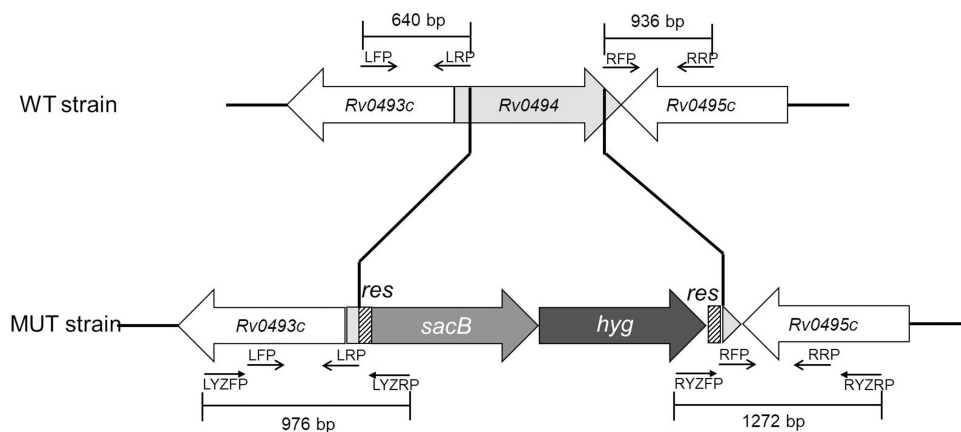 640 bp 936 bp
LFP LRP RFP RRP
WT strain Rv0493c Rv0494 Rv0495c
res res
MUT strain Rv0493c sacB hyg Rv0495c
LFP LRP RFP RRP
LYZFP LYZRP RYZFP RYZRP
976 bp 1272 bp